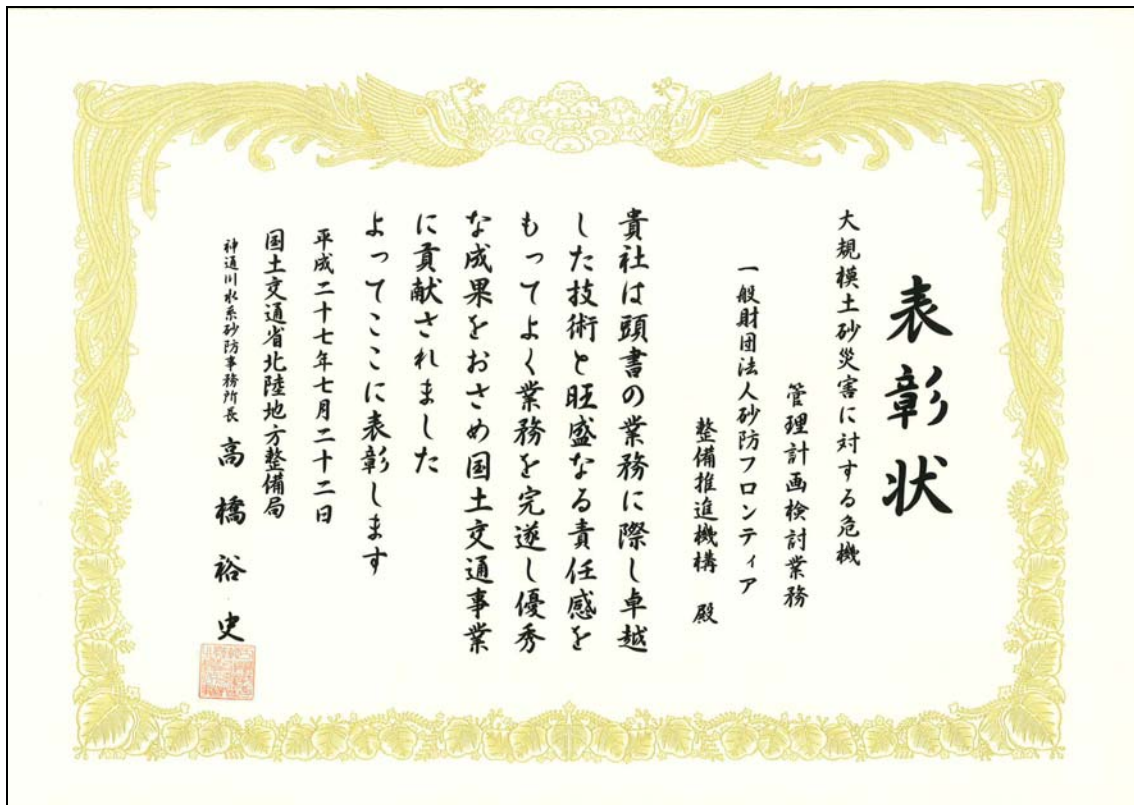 表彰状
大規模土砂災害に対する危機
管理計画検討業務
一般財団法人砂防フロンティア
整備推進機構 殿
貴社は頭書の業務に際し卓越
した技術と旺盛なる責任感を
もってよく業務を完遂し優秀
な成果をおさめ国土交通事業
に貢献されました
よってここに表彰します
平成二十七年七月二十二日
国土交通省北陸地方整備局
神通川水系砂防事務所長 高橋裕史